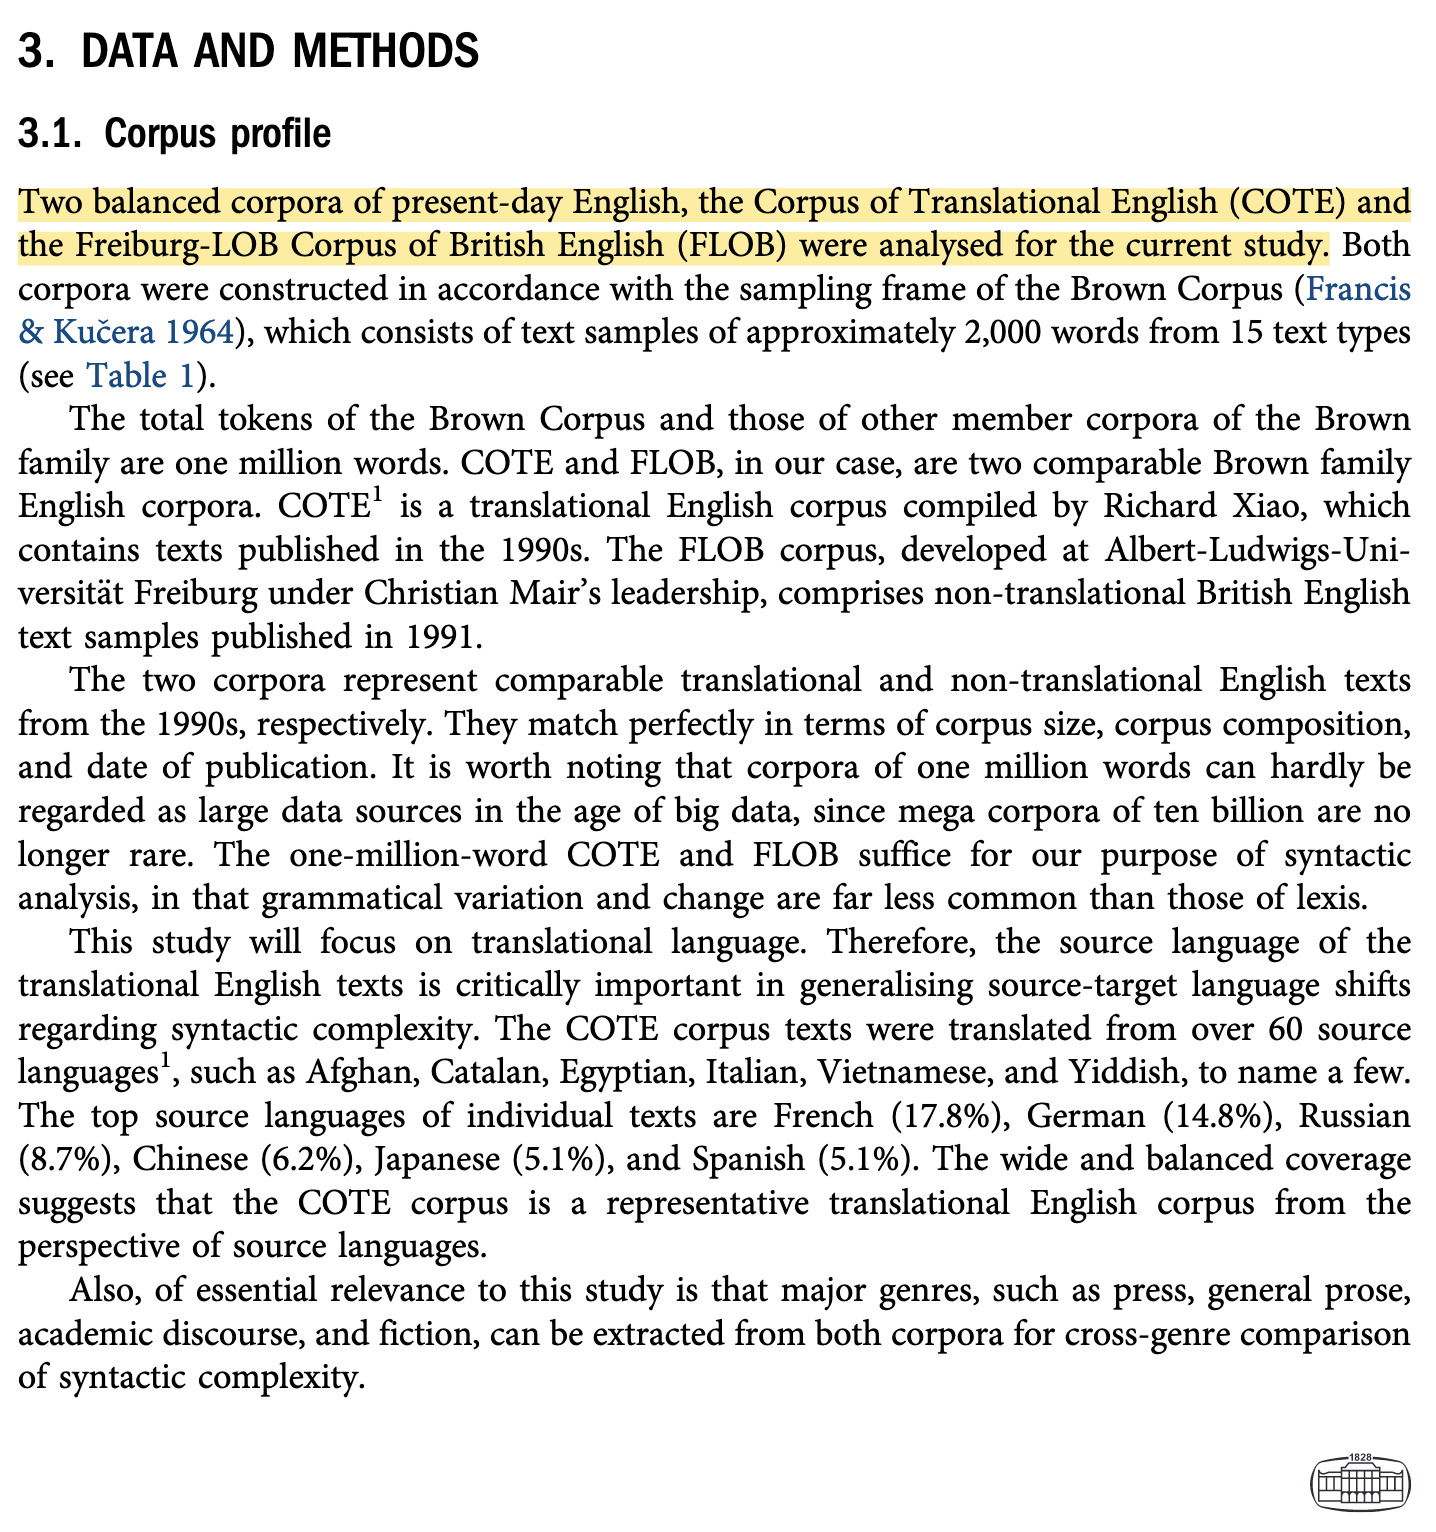 3. DATA AND METHODS
3.1. Corpus profile
Two balanced corpora of present-day English, the Corpus of Translational English (COTE) and
the Freiburg-LOB Corpus of British English (FLOB) were analysed for the current study. Both
corpora were constructed in accordance with the sampling frame of the Brown Corpus (Francis
& Kučera 1964), which consists of text samples of approximately 2,000 words from 15 text types
(see Table 1).
The total tokens of the Brown Corpus and those of other member corpora of the Brown
family are one million words. COTE and FLOB, in our case, are two comparable Brown family
English corpora. COTE¹ is a translational English corpus compiled by Richard Xiao, which
contains texts published in the 1990s. The FLOB corpus, developed at Albert-Ludwigs-Uni-
versität Freiburg under Christian Mair’s leadership, comprises non-translational British English
text samples published in 1991.
The two corpora represent comparable translational and non-translational English texts
from the 1990s, respectively. They match perfectly in terms of corpus size, corpus composition,
and date of publication. It is worth noting that corpora of one million words can hardly be
regarded as large data sources in the age of big data, since mega corpora of ten billion are no
longer rare. The one-million-word COTE and FLOB suffice for our purpose of syntactic
analysis, in that grammatical variation and change are far less common than those of lexis.
This study will focus on translational language. Therefore, the source language of the
translational English texts is critically important in generalising source-target language shifts
regarding syntactic complexity. The COTE corpus texts were translated from over 60 source
languages¹, such as Afghan, Catalan, Egyptian, Italian, Vietnamese, and Yiddish, to name a few.
The top source languages of individual texts are French (17.8%), German (14.8%), Russian
(8.7%), Chinese (6.2%), Japanese (5.1%), and Spanish (5.1%). The wide and balanced coverage
suggests that the COTE corpus is a representative translational English corpus from the
perspective of source languages.
Also, of essential relevance to this study is that major genres, such as press, general prose,
academic discourse, and fiction, can be extracted from both corpora for cross-genre comparison
of syntactic complexity.
1828